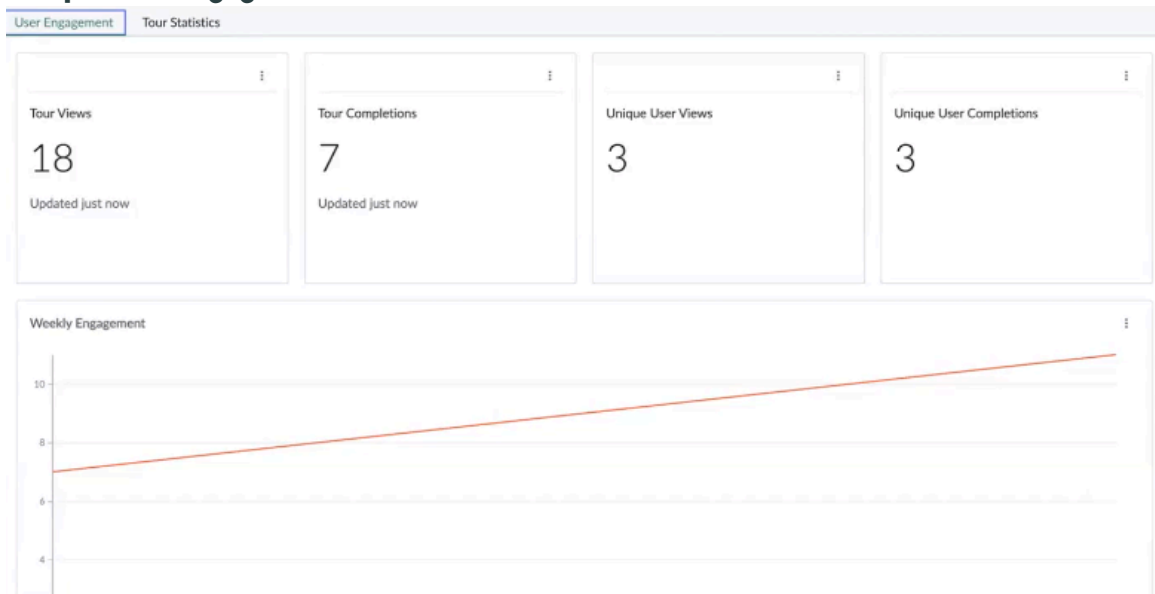 User Engagement Tour Statistics
Tour Views Tour Completions Unique User Views Unique User Completions
18 7 3 3
Updated just now Updated just now
Weekly Engagement
10
8
6
4